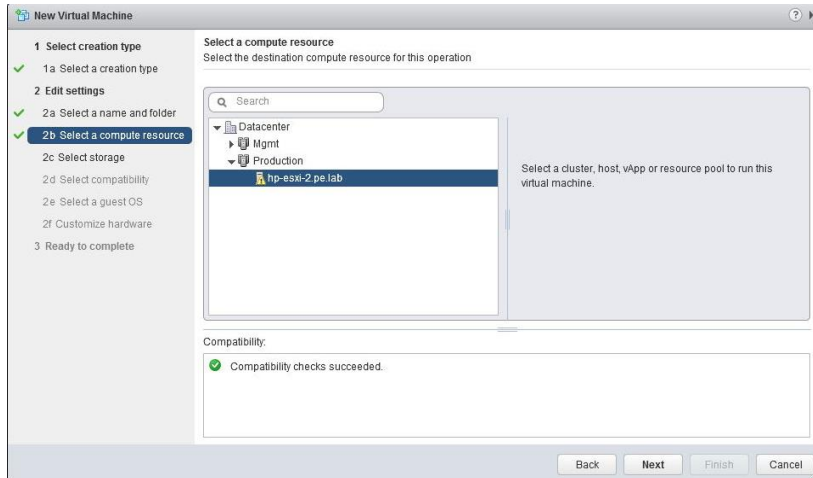 New Virtual Machine
?
1 Select creation type
1a Select a creation type
2 Edit settings
2a Select a name and folder
2b Select a compute resource
2c Select storage
2d Select compatibility
2e Select a guest OS
2f Customize hardware
3 Ready to complete
Select a compute resource
Select the destination compute resource for this operation
Search
Datacenter
Mgmt
Production
hp-esxi-2.pe.lab
Select a cluster, host, vApp or resource pool to run this
virtual machine.
Compatibility:
Compatibility checks succeeded.
Back Next Finish Cancel